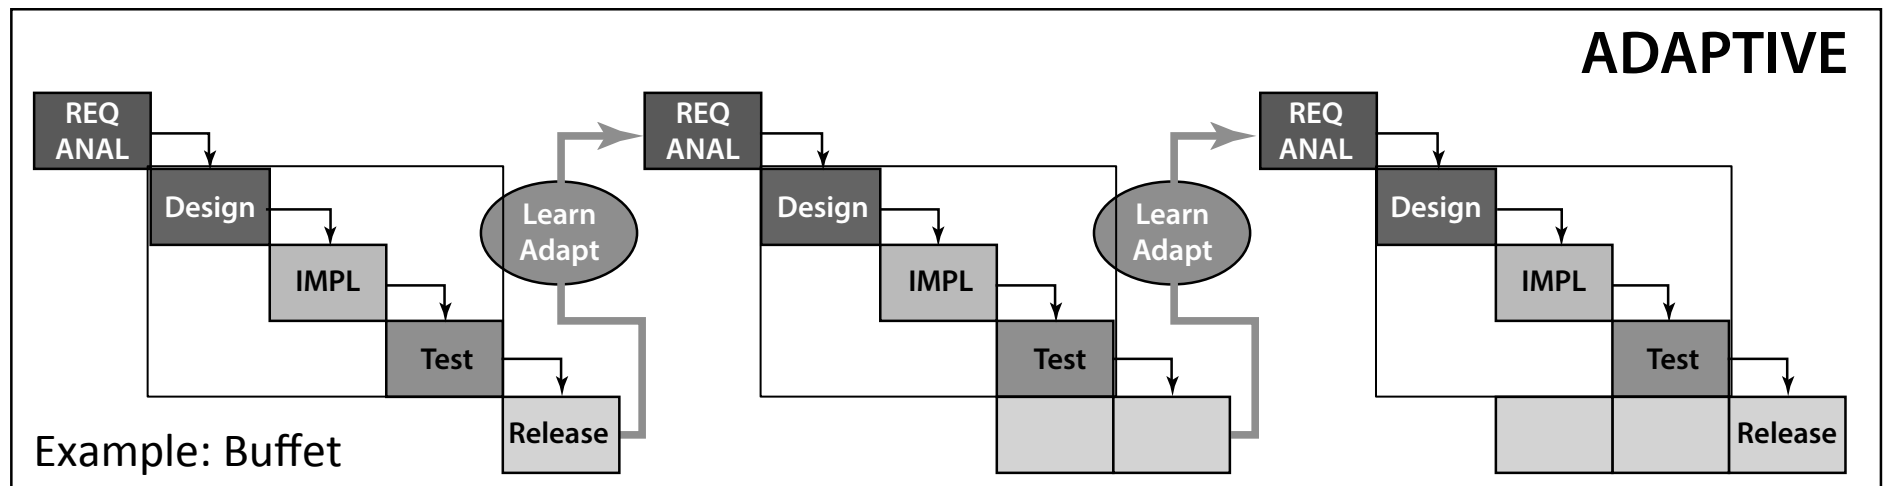 ADAPTIVE
REQ
ANAL
Design
IMPL
Test
Release
Learn
Adapt
REQ
ANAL
Design
IMPL
Test
Learn
Adapt
REQ
ANAL
Design
IMPL
Test
Release
Example: Buffet